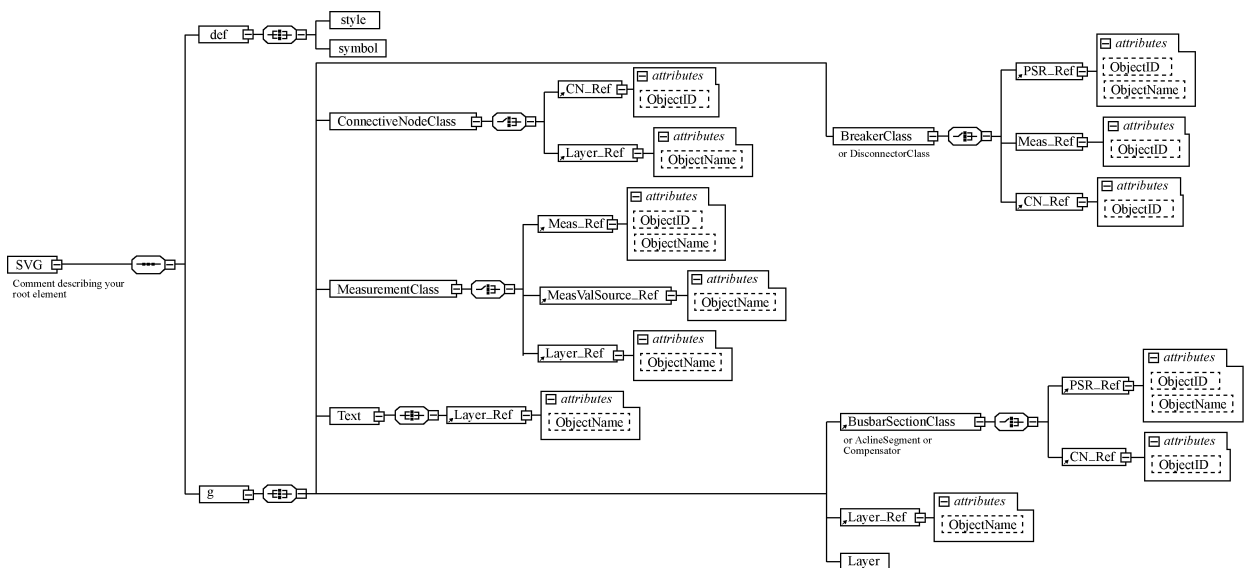 SVG
Comment describing your
root element
def
style
symbol
g
ConnectiveNodeClass
CN_Ref
attributes
ObjectID
Layer_Ref
attributes
ObjectName
MeasurementClass
Meas_Ref
attributes
ObjectID
ObjectName
MeasValSource_Ref
attributes
ObjectName
Layer_Ref
attributes
ObjectName
Text
Layer_Ref
attributes
ObjectName
BreakerClass
or DisconnectorClass
PSR_Ref
attributes
ObjectID
ObjectName
Meas_Ref
attributes
ObjectID
CN_Ref
attributes
ObjectID
BusbarSectionClass
or AclineSegment or
Compensator
PSR_Ref
attributes
ObjectID
ObjectName
CN_Ref
attributes
ObjectID
Layer_Ref
attributes
ObjectName
Layer